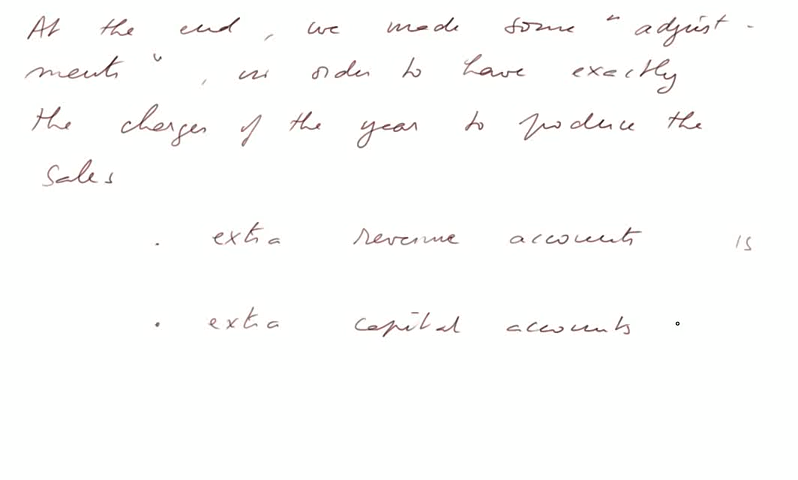 At the end, we made some "adjust-
ments", in order to have exactly
the charges of the year to produce the
sales
. extra revenue accounts IS
. extra capital accounts